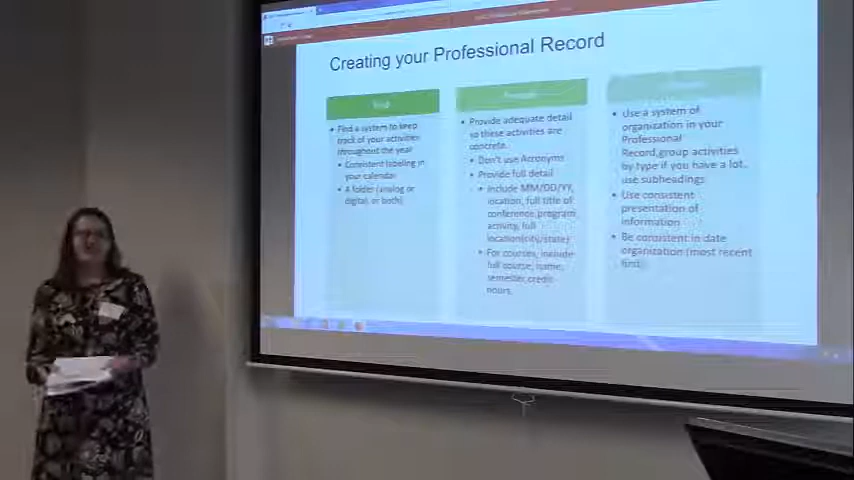 Creating your Professional Record
Find
• Find a system to keep
track of your activities
throughout the year
• Consistent labeling in
your calendar
• A folder (analog or
digital, or both)
• Provide adequate detail
so these activities are
concrete.
• Don't use Acronyms
• Provide full detail
• Include MM/DD/YY,
location, full title of
conference,program,
activity, full
location(city/state)
• For courses, include
full course, name,
semester,credit
hours.
• Use a system of
organization in your
Professional
Record,group activities
by type if you have a lot,
use subheadings
• Use consistent
presentation of
information
• Be consistent in date
organization (most recent
first.